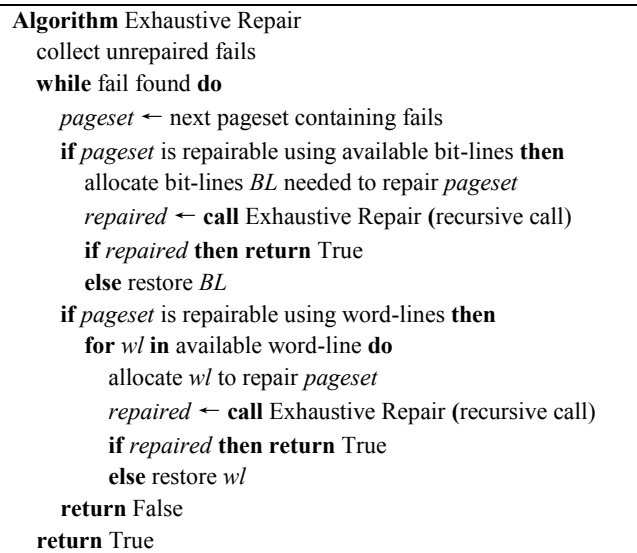 Algorithm Exhaustive Repair
collect unrepaired fails
while fail found do
pageset ← next pageset containing fails
if pageset is repairable using available bit-lines then
allocate bit-lines BL needed to repair pageset
repaired ← call Exhaustive Repair (recursive call)
if repaired then return True
else restore BL
if pageset is repairable using word-lines then
for wl in available word-line do
allocate wl to repair pageset
repaired ← call Exhaustive Repair (recursive call)
if repaired then return True
else restore wl
return False
return True